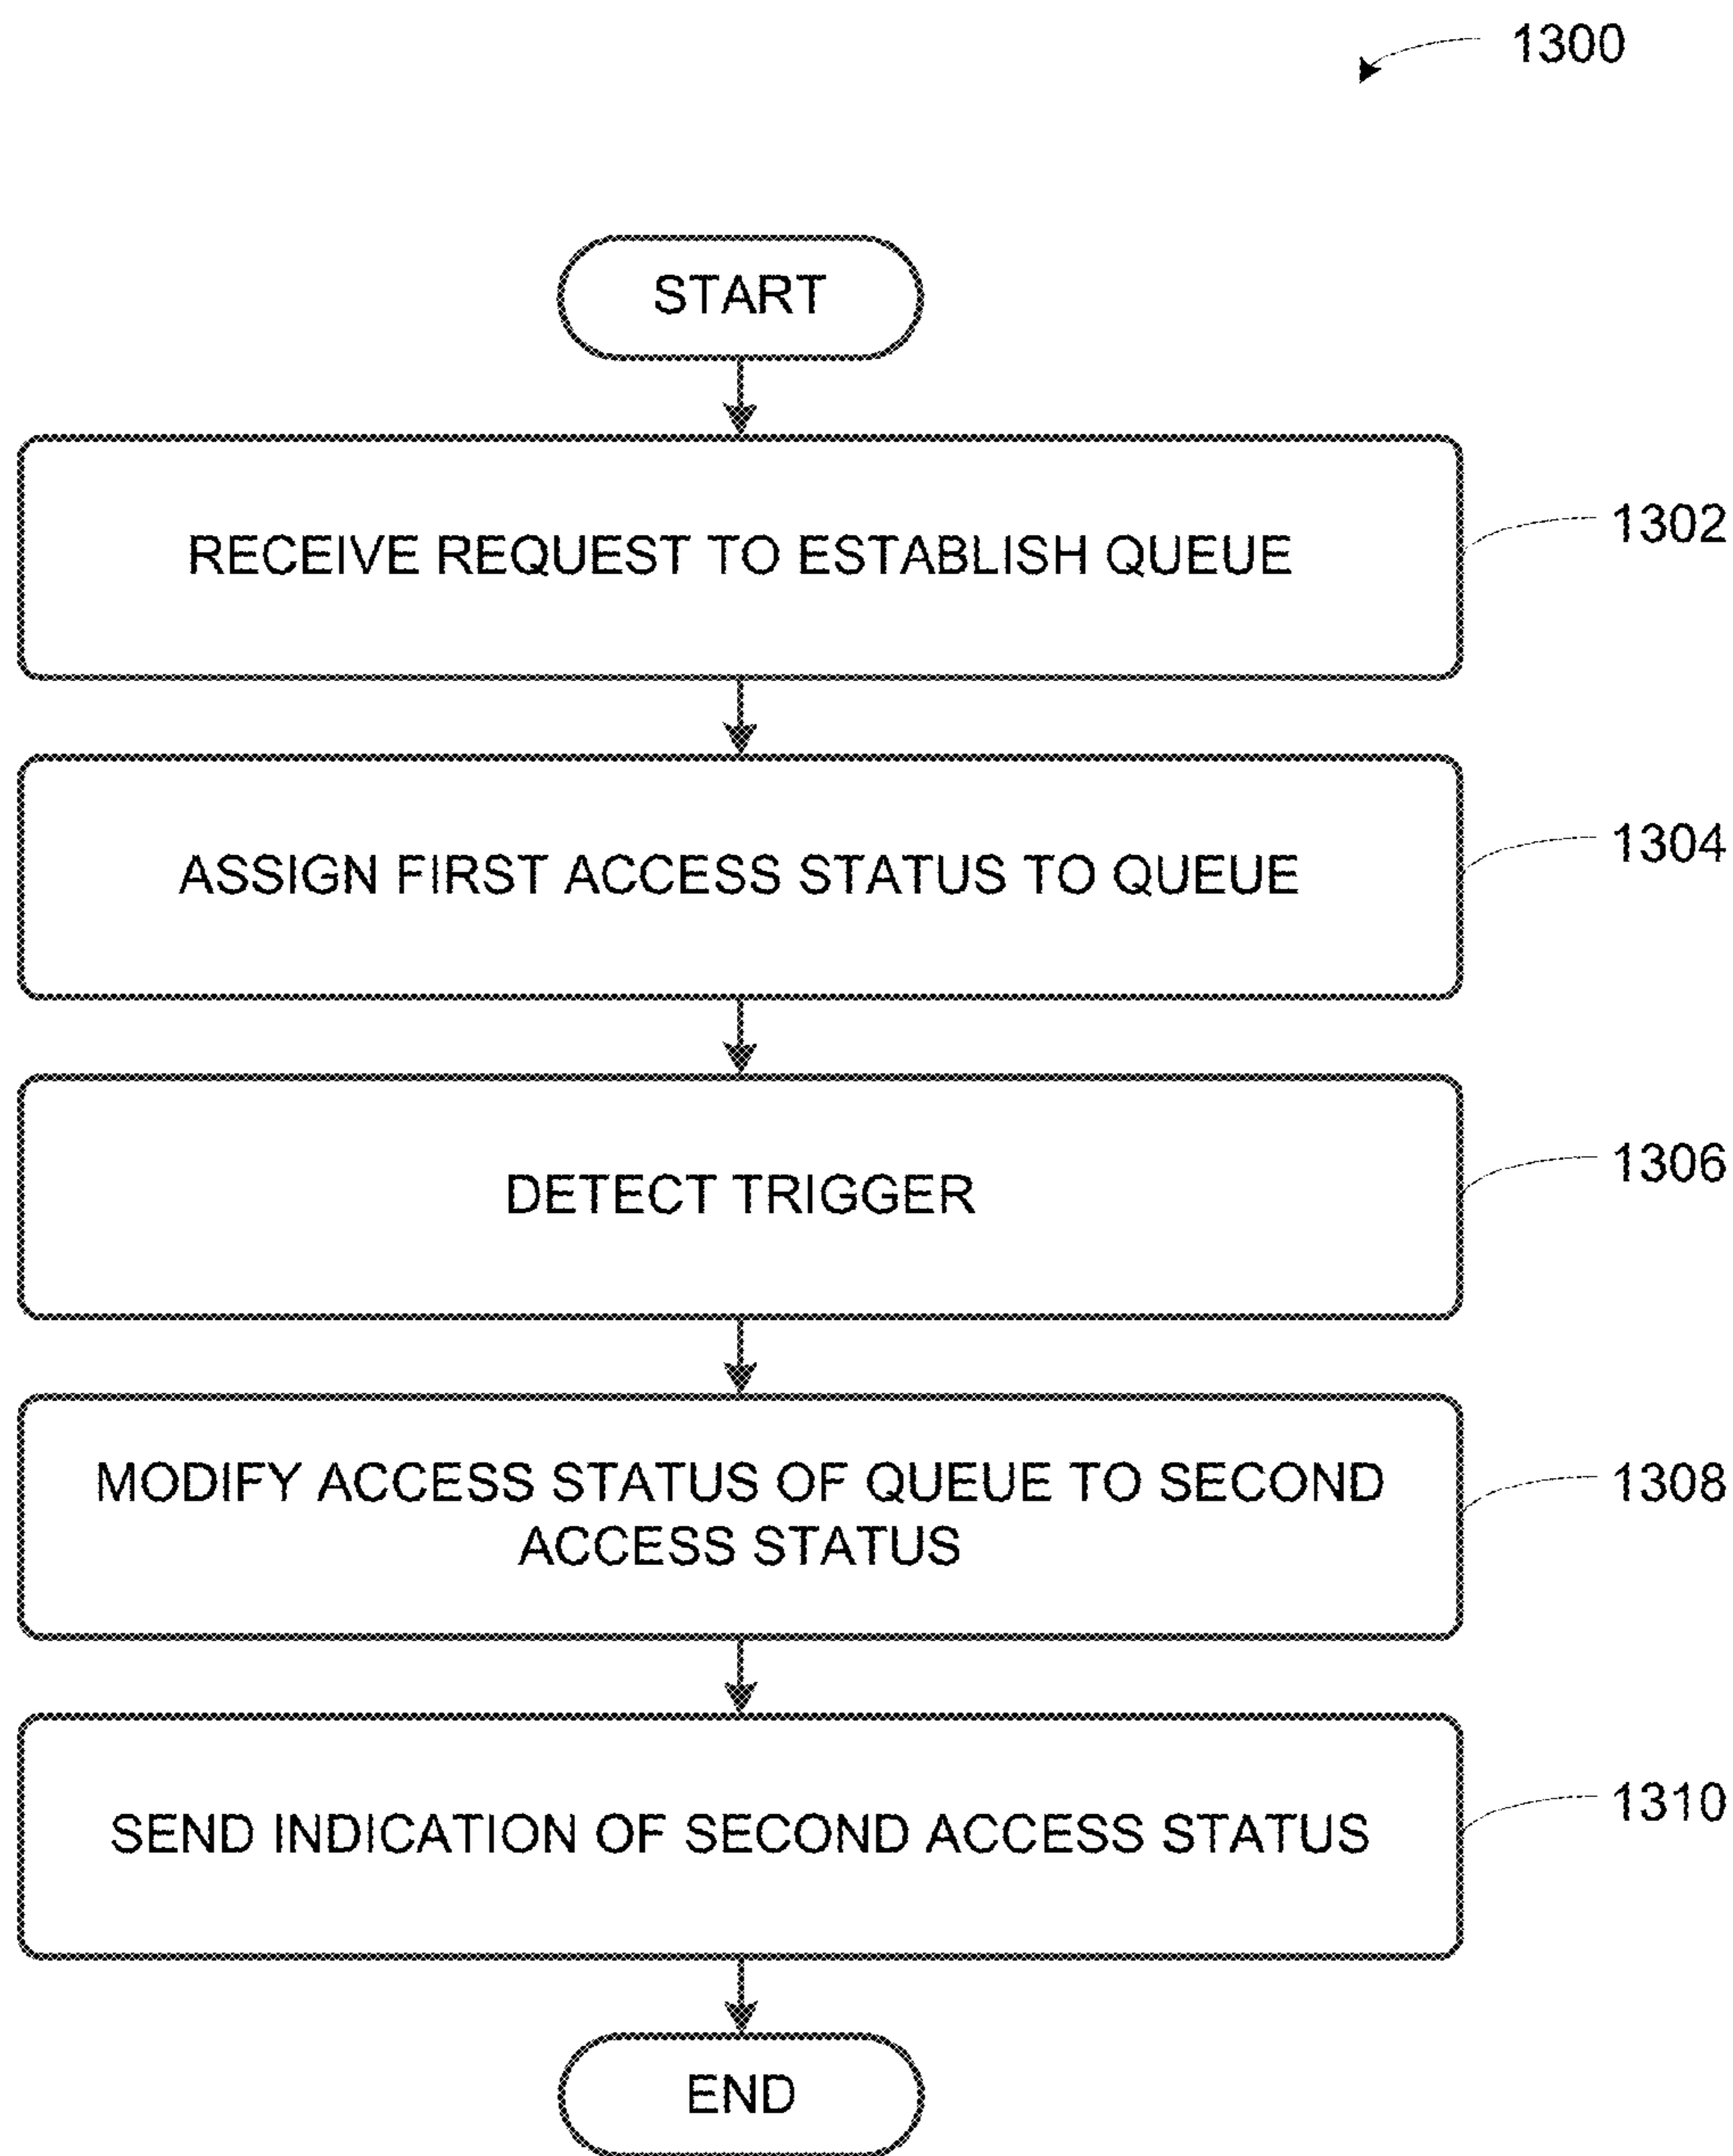 1300
START
RECEIVE REQUEST TO ESTABLISH QUEUE
1302
ASSIGN FIRST ACCESS STATUS TO QUEUE
1304
DETECT TRIGGER
1306
MODIFY ACCESS STATUS OF QUEUE TO SECOND
ACCESS STATUS
1308
SEND INDICATION OF SECOND ACCESS STATUS
1310
END